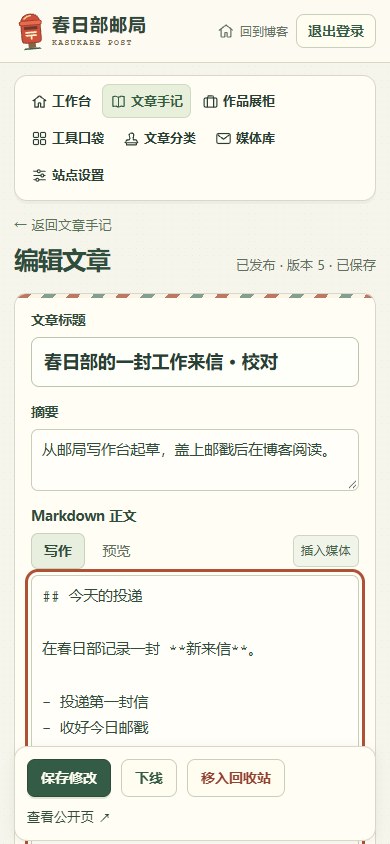 春日部邮局
KASUKABE POST
回到博客
退出登录
工作台
文章手记
作品展柜
工具口袋
文章分类
媒体库
站点设置
← 返回文章手记
编辑文章
已发布 · 版本 5 · 已保存
文章标题
春日部的一封工作来信・校对
摘要
从邮局写作台起草，盖上邮戳后在博客阅读。
Markdown 正文
写作
预览
插入媒体
## 今天的投递
在春日部记录一封 **新来信**。
- 投递第一封信
- 收好今日邮戳
保存修改
下线
移入回收站
查看公开页 ↗